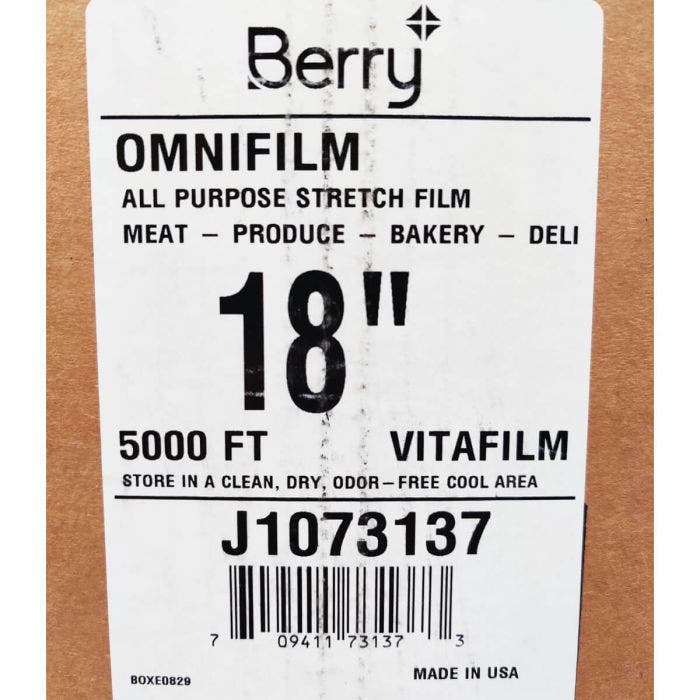 Berry
OMNIFILM
ALL PURPOSE STRETCH FILM
MEAT – PRODUCE – BAKERY – DELI
18"
5000 FT VITAFILM
STORE IN A CLEAN, DRY, ODOR–FREE COOL AREA
J1073137
7 09411 73137 3
BOXE0829 MADE IN USA